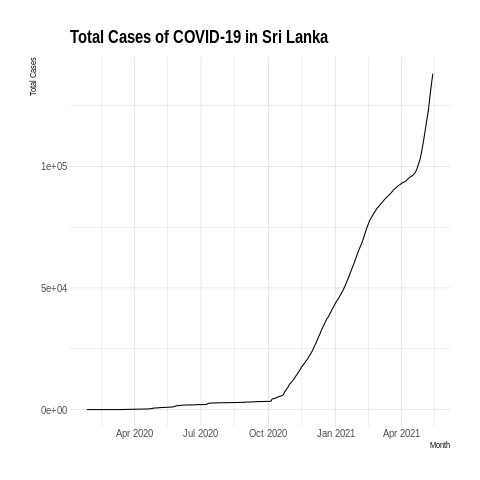 Total Cases of COVID-19 in Sri Lanka
Total Cases
1e+05
5e+04
0e+00
Apr 2020 Jul 2020 Oct 2020 Jan 2021 Apr 2021
Month